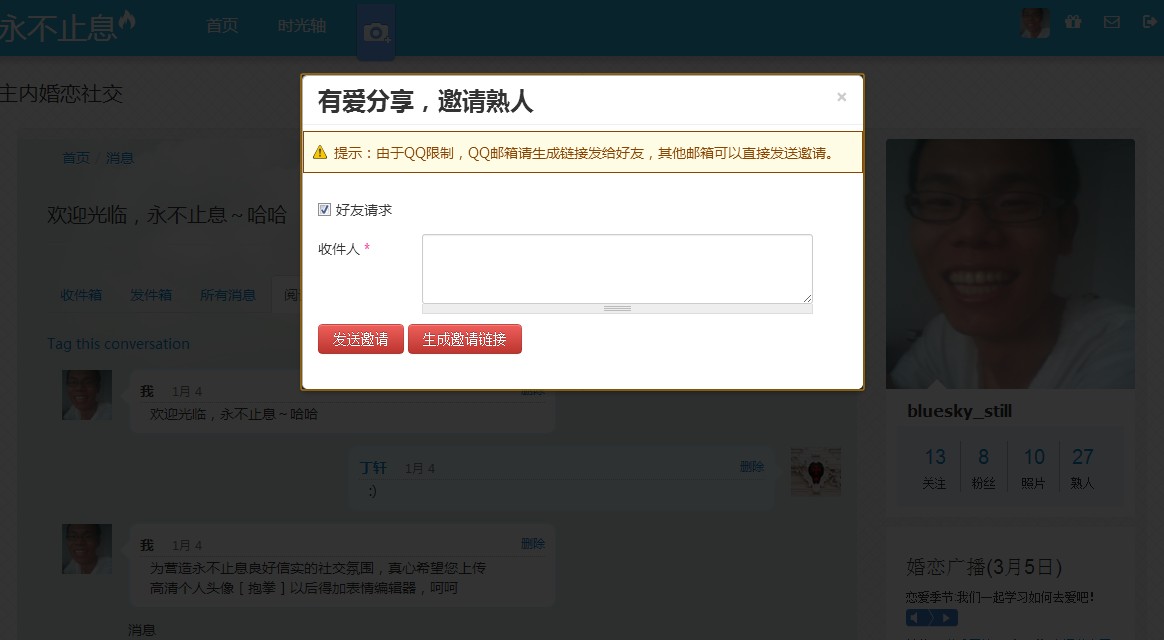 永不止息
首页 时光轴
主内婚恋社交
有爱分享，邀请熟人
×
提示：由于QQ限制，QQ邮箱请生成链接发给好友，其他邮箱可以直接发送邀请。
好友请求
收件人 *
发送邀请 生成邀请链接
首页 / 消息
欢迎光临，永不止息～哈哈
收件箱 发件箱 所有消息
Tag this conversation
我 1月 4 删除
欢迎光临，永不止息～哈哈
丁轩 1月 4 删除
:)
我 1月 4 删除
为营造永不止息良好信实的社交氛围，真心希望您上传
高清个人头像 [ 抱拳 ] 以后得加表情编辑器，呵呵
消息
bluesky_still
13 8 10 27
关注 粉丝 照片 熟人
婚恋广播(3月5日)
恋爱季节:我们一起学习如何去爱吧！